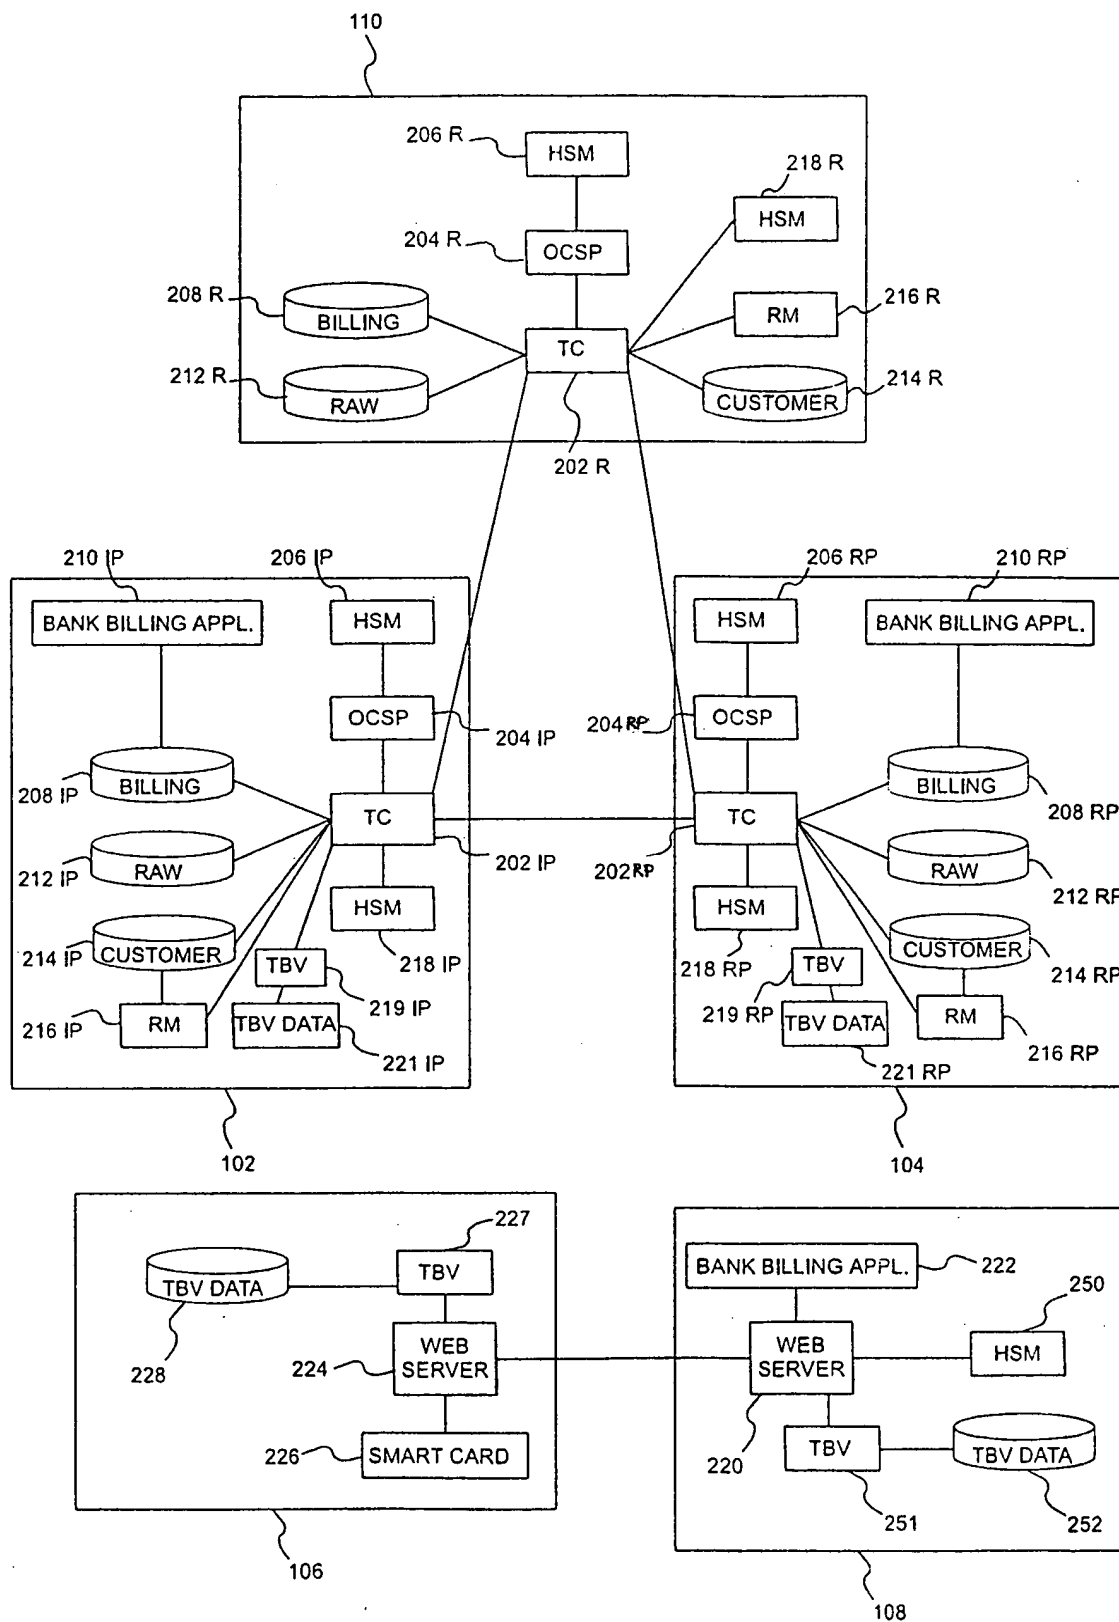 110
206 R
HSM
218 R
HSM
204 R
OCSP
208 R
BILLING
216 R
RM
TC
212 R
RAW
CUSTOMER
214 R
202 R
210 IP
206 IP
BANK BILLING APPL.
HSM
OCSP
204 IP
208 IP
BILLING
TC
202 IP
212 IP
RAW
HSM
218 IP
214 IP
CUSTOMER
TBV
219 IP
216 IP
RM
TBV DATA
221 IP
102
206 RP
210 RP
HSM
BANK BILLING APPL.
204 RP
OCSP
BILLING
208 RP
TC
202 RP
RAW
212 RP
HSM
218 RP
CUSTOMER
214 RP
TBV
219 RP
TBV DATA
221 RP
RM
216 RP
104
227
TBV DATA
228
TBV
WEB
SERVER
224
226
SMART CARD
106
BANK BILLING APPL.
222
250
WEB
SERVER
HSM
220
TBV
251
TBV DATA
252
108